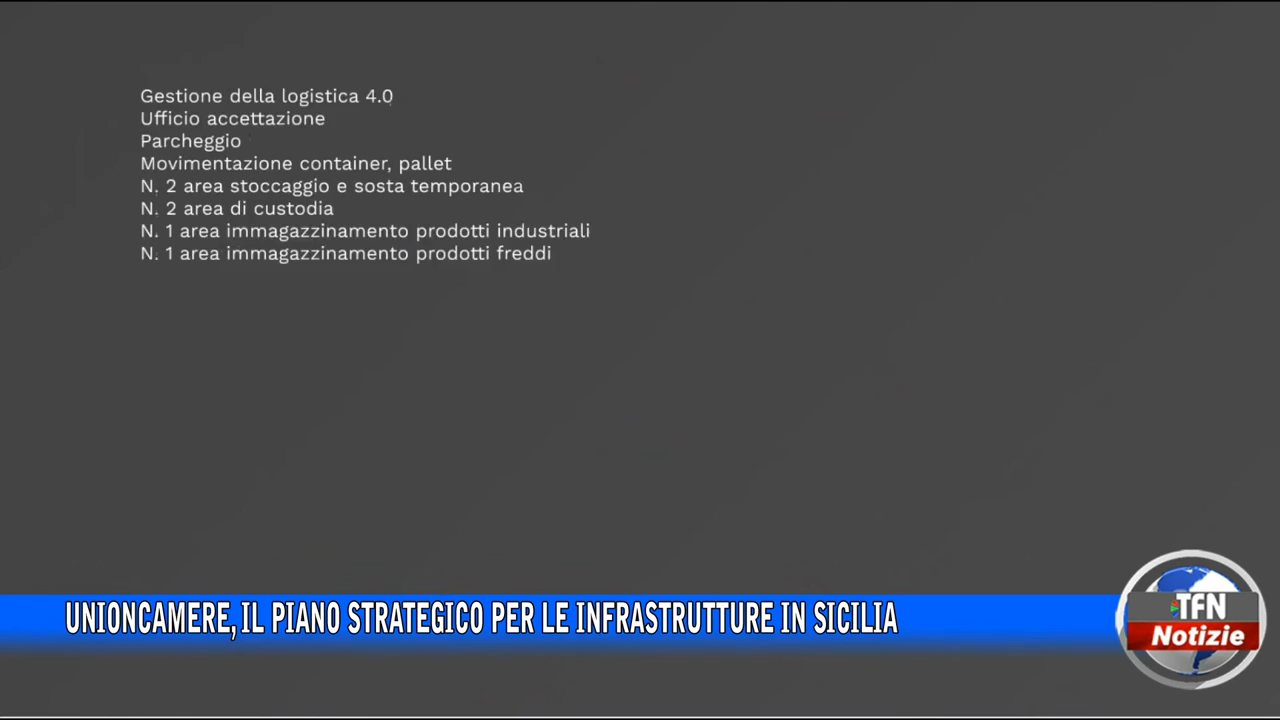 Gestione della logistica 4.0
Ufficio accettazione
Parcheggio
Movimentazione container, pallet
N. 2 area stoccaggio e sosta temporanea
N. 2 area di custodia
N. 1 area immagazzinamento prodotti industriali
N. 1 area immagazzinamento prodotti freddi
UNIONCAMERE, IL PIANO STRATEGICO PER LE INFRASTRUTTURE IN SICILIA
TFN
Notizie